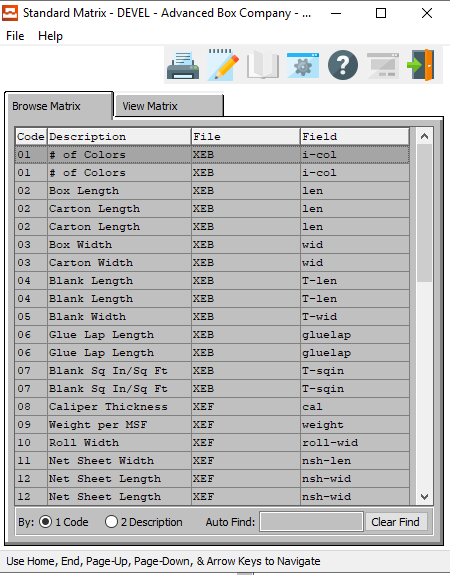 Standard Matrix - DEVEL - Advanced Box Company - ...
File Help
Browse Matrix View Matrix
Code Description File Field
01 # of Colors XEB i-col
01 # of Colors XEB i-col
02 Box Length XEB len
02 Carton Length XEB len
02 Carton Length XEB len
03 Box Width XEB wid
03 Carton Width XEB wid
04 Blank Length XEB T-len
04 Blank Length XEB T-len
05 Blank Width XEB T-wid
06 Glue Lap Length XEB gluelap
06 Glue Lap Length XEB gluelap
07 Blank Sq In/Sq Ft XEB T-sqin
07 Blank Sq In/Sq Ft XEB T-sqin
08 Caliper Thickness XEF cal
09 Weight per MSF XEF weight
10 Roll Width XEF roll-wid
11 Net Sheet Width XEF nsh-len
12 Net Sheet Length XEF nsh-wid
12 Net Sheet Length XEF nsh-wid
By: 1 Code 2 Description Auto Find: Clear Find
Use Home, End, Page-Up, Page-Down, & Arrow Keys to Navigate